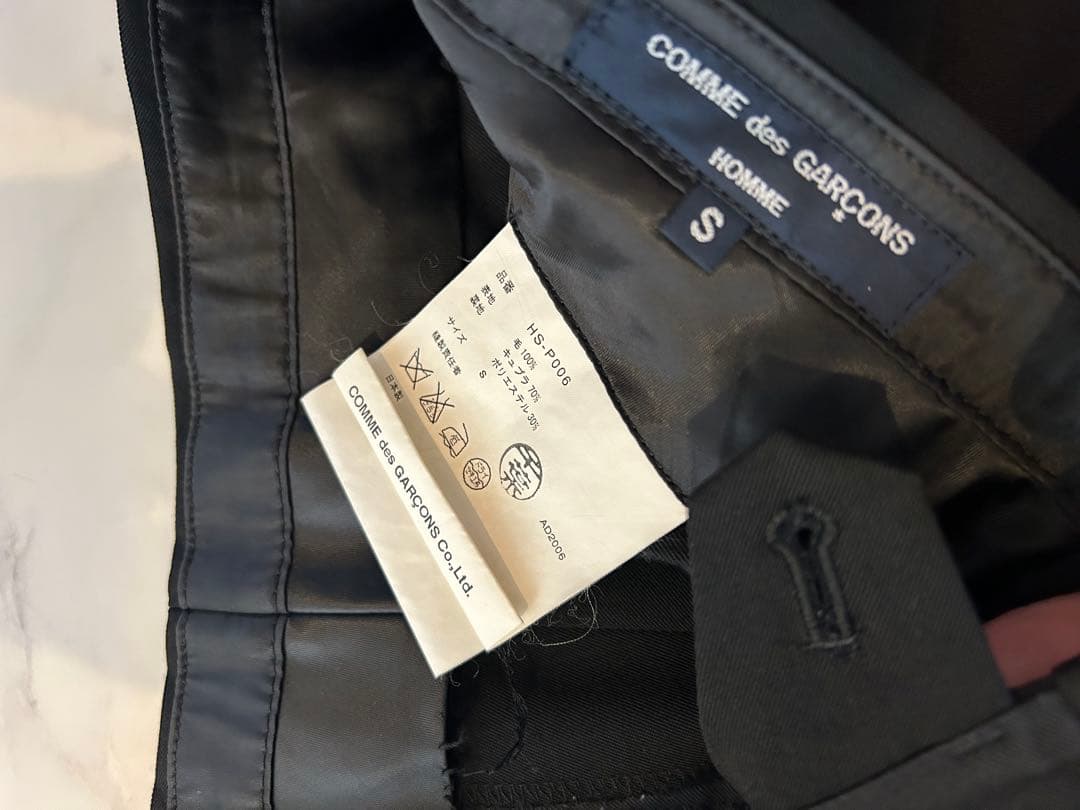 COMME des GARÇONS
HOMME
S
品番 HS-P006
表地 毛 100%
裏地 キュプラ 70%
ポリエステル 30%
サイズ S
縫製責任者
千葉
日本製
AD2006
COMME des GARÇONS Co.,Ltd.